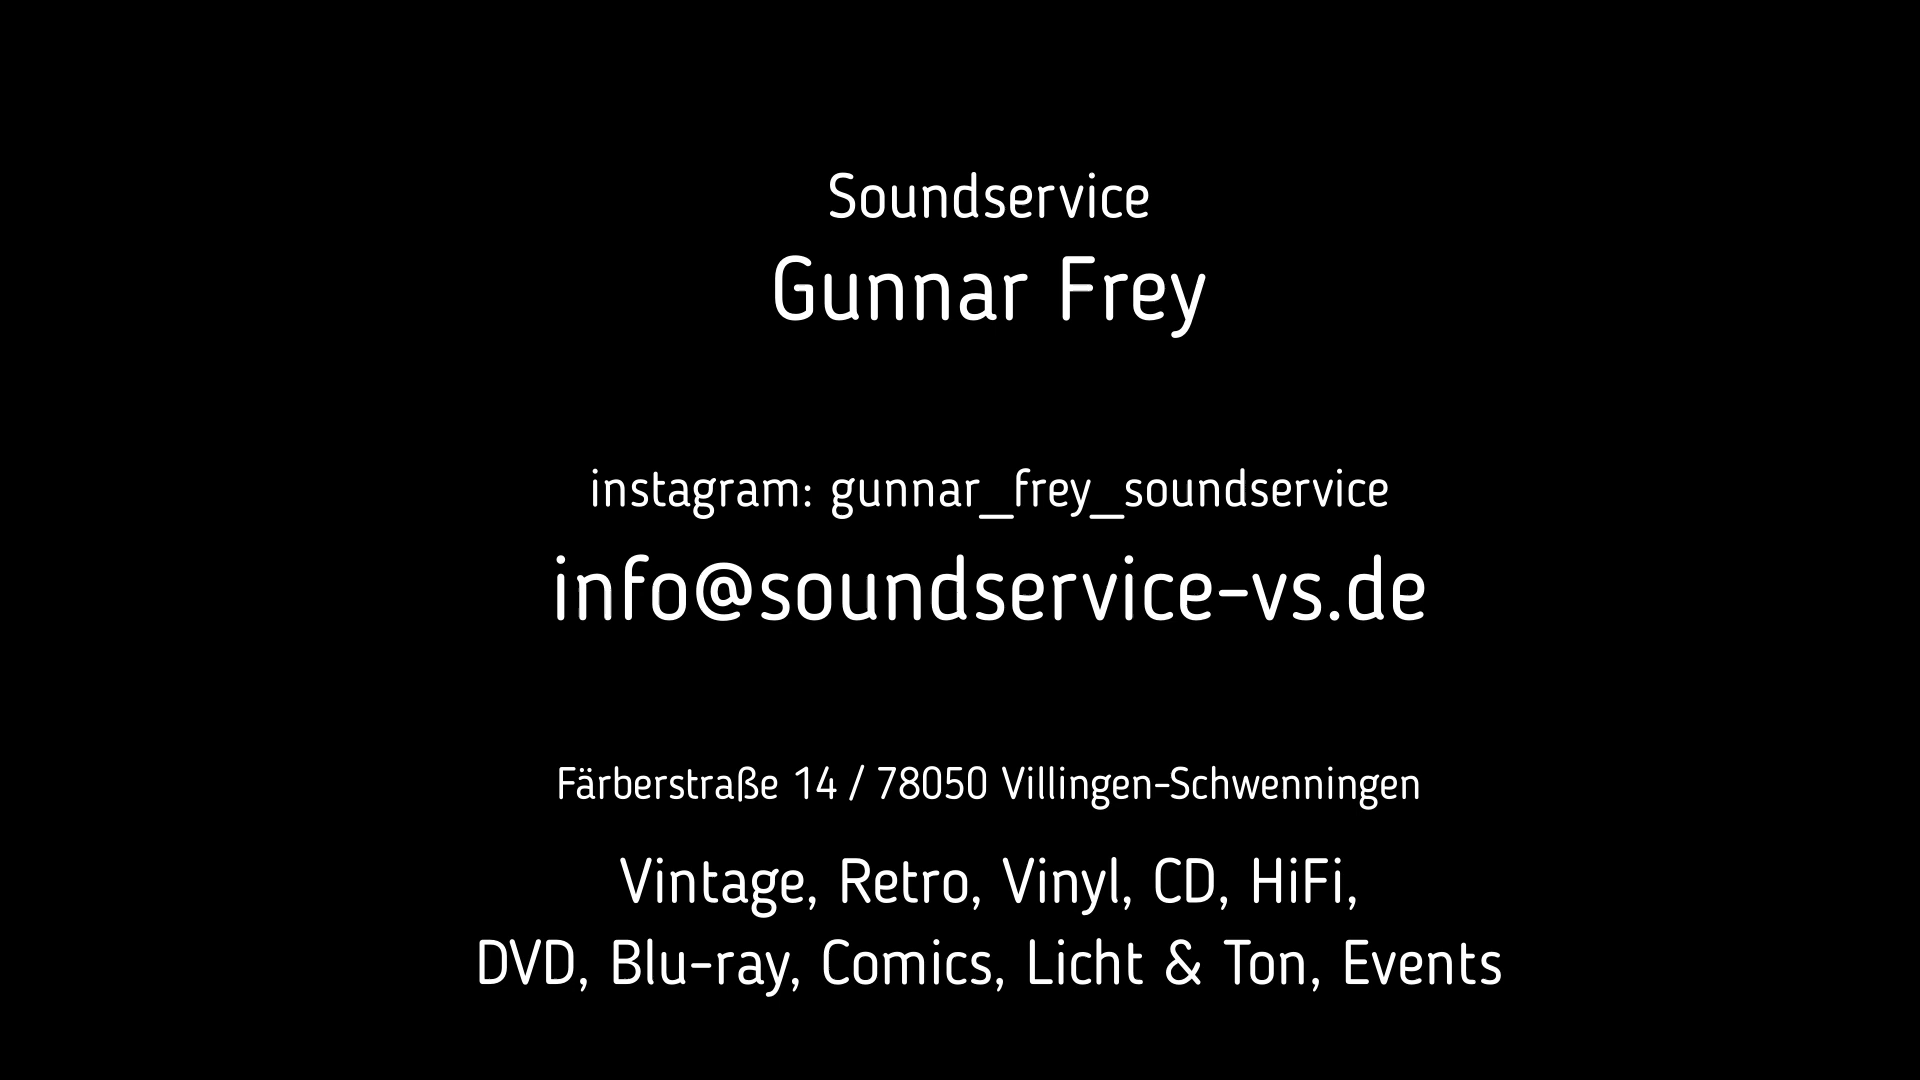 Soundservice
Gunnar Frey
instagram: gunnar_frey_soundservice
info@soundservice-vs.de
Färberstraße 14 / 78050 Villingen-Schwenningen
Vintage, Retro, Vinyl, CD, HiFi,
DVD, Blu-ray, Comics, Licht & Ton, Events